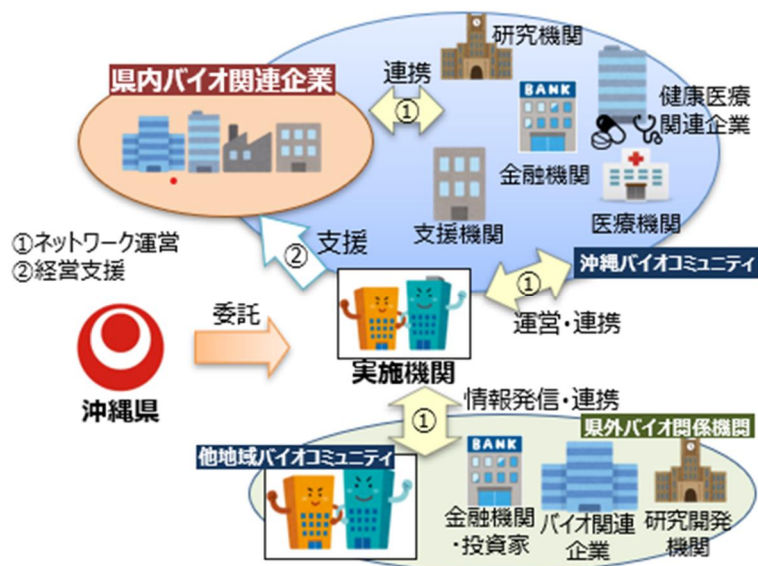 研究機関
県内バイオ関連企業
連携
①
BANK
健康医療
関連企業
金融機関
支援機関
医療機関
①ネットワーク運営
②経営支援
②
支援
沖縄バイオコミュニティ
①
運営・連携
委託
沖縄県
実施機関
情報発信・連携
①
県外バイオ関係機関
他地域バイオコミュニティ
BANK
金融機関
・投資家
バイオ関連
企業
研究開発
機関